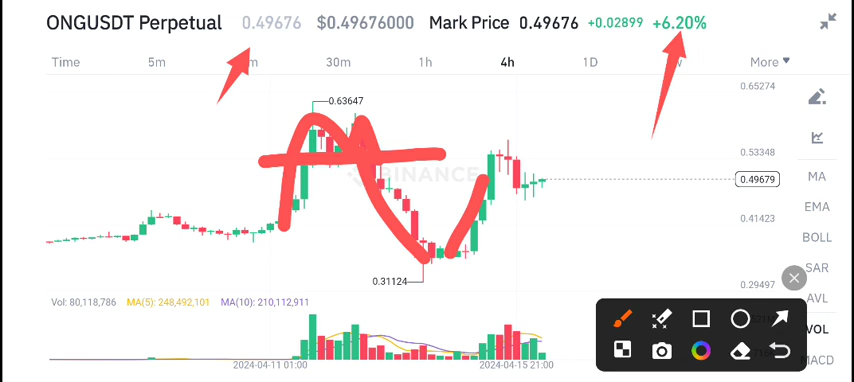 ONGUSDT Perpetual 0.49676 $0.49676000 Mark Price 0.49676 +0.02899 +6.20%
Time 5m 30m 1h 4h 1D More
0.65274
0.63647
0.53348
BINANCE
MA
0.49679
EMA
0.41423
BOLL
SAR
0.31124
0.29497
AVL
Vol: 80,118,786 MA(5): 248,492,101 MA(10): 210,112,911
VOL
MACD
2024-04-11 01:00 2024-04-15 21:00